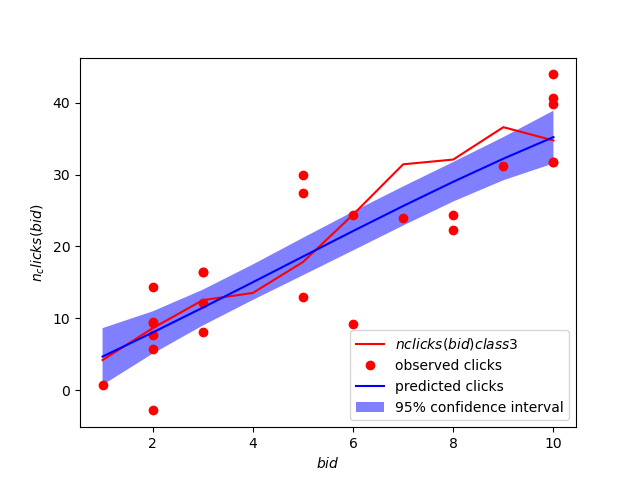 40
30
20
10
0
n_clicks(bid)
nclicks(bid)class3
observed clicks
predicted clicks
95% confidence interval
2
4
6
8
10
bid